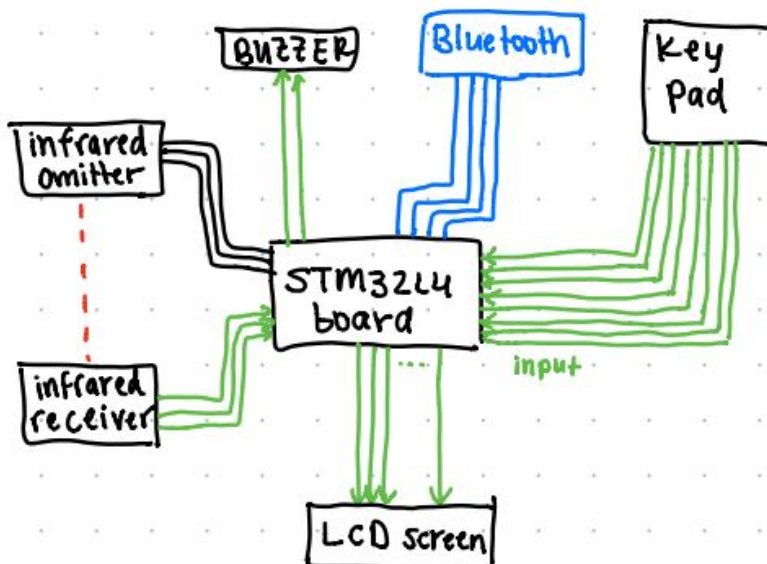 BUZZER
Bluetooth
Key
Pad
infrared
omitter
STM32L4
board
input
infrared
receiver
....
LCD screen